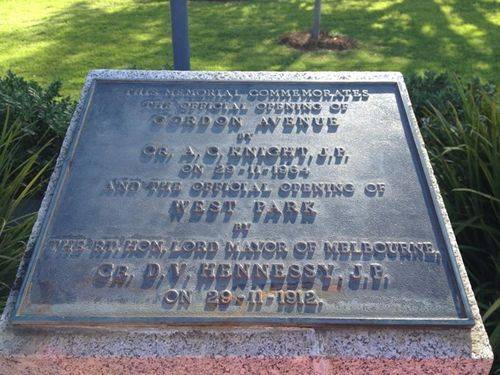 THIS MEMORIAL COMMEMORATES
THE OFFICIAL OPENING OF
GORDON AVENUE
BY
CR. A. C. KNIGHT J.P.
ON 29-11-1884
AND THE OFFICIAL OPENING OF
WEST PARK
BY
THE RT. HON. LORD MAYOR OF MELBOURNE,
CR. D.V. HENNESSY, J.P.
ON 29-11-1912.